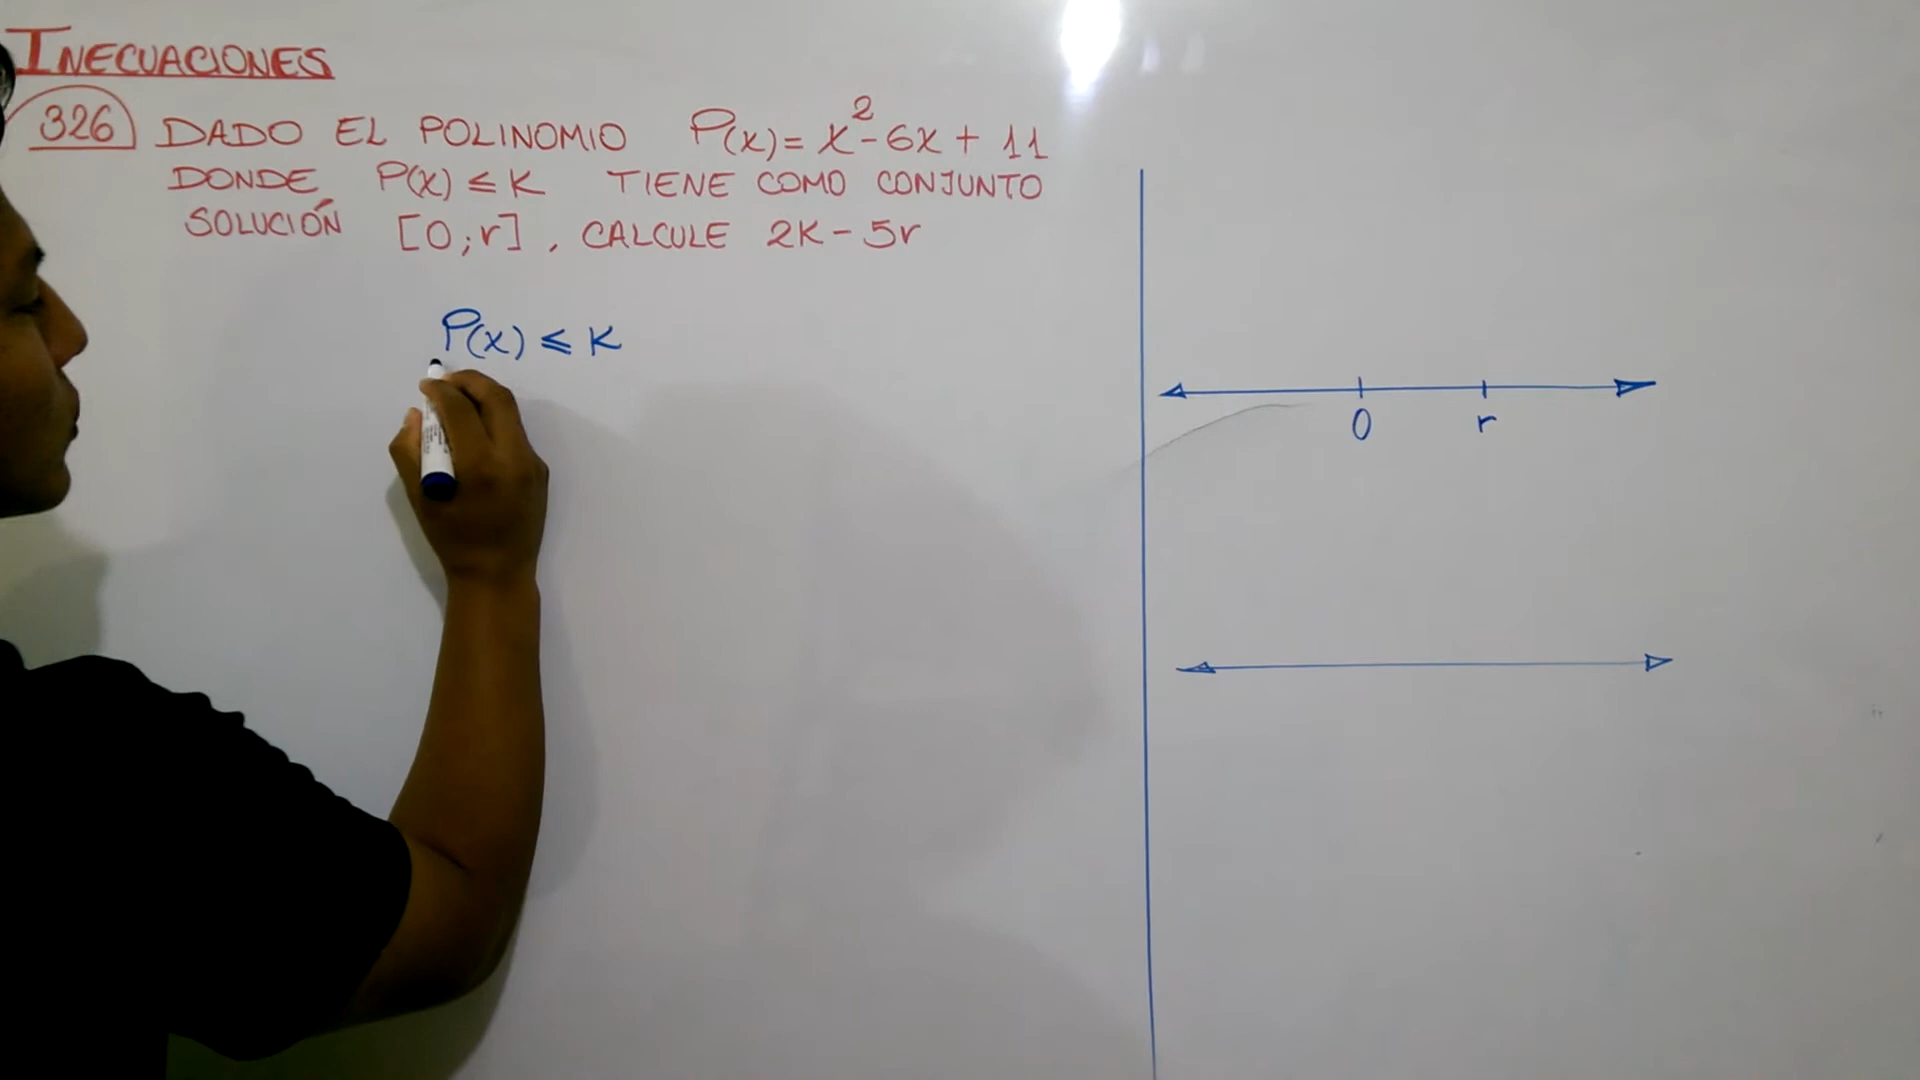 INECUACIONES
326 DADO EL POLINOMIO P(x) = x² - 6x + 11
DONDE P(x) ≤ K TIENE COMO CONJUNTO
SOLUCIÓN [0; r], CALCULE 2K - 5r
P(x) ≤ K
0 r